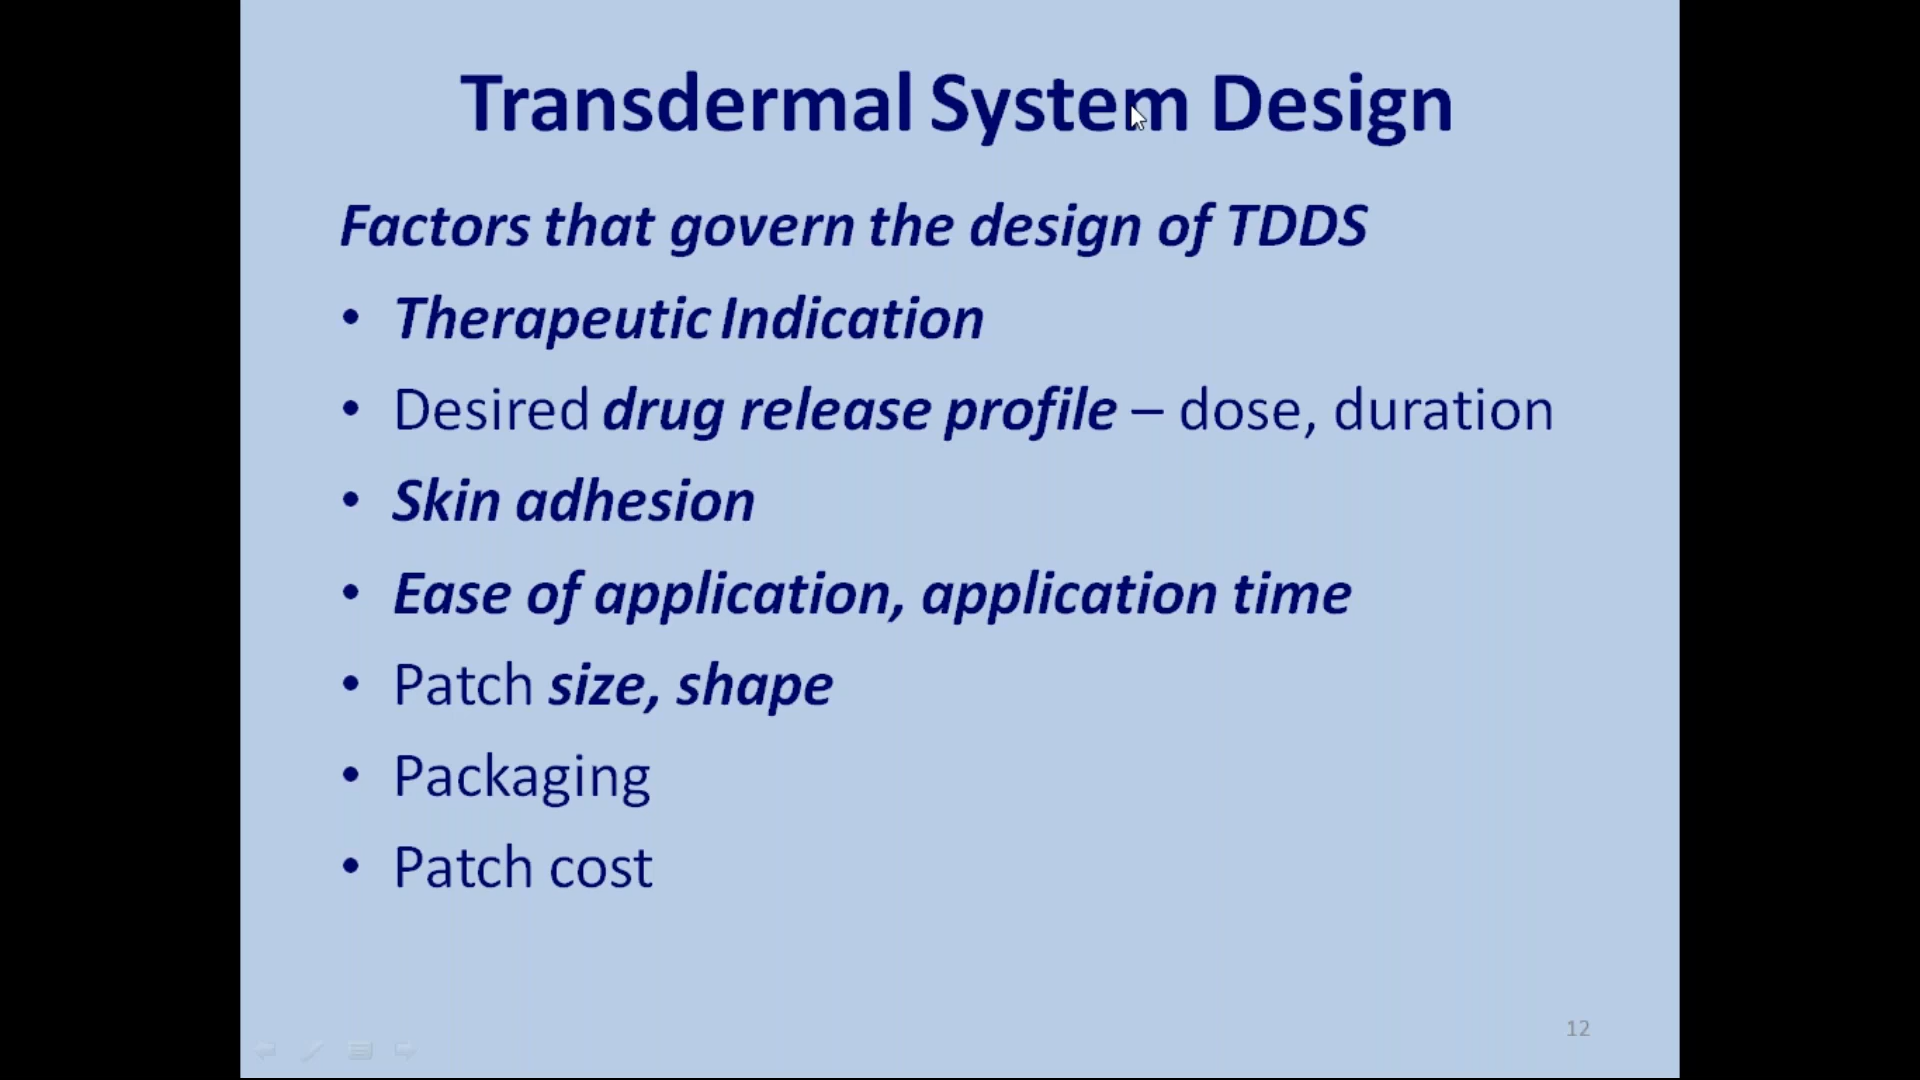 Transdermal System Design
Factors that govern the design of TDDS
• Therapeutic Indication
• Desired drug release profile – dose, duration
• Skin adhesion
• Ease of application, application time
• Patch size, shape
• Packaging
• Patch cost
12